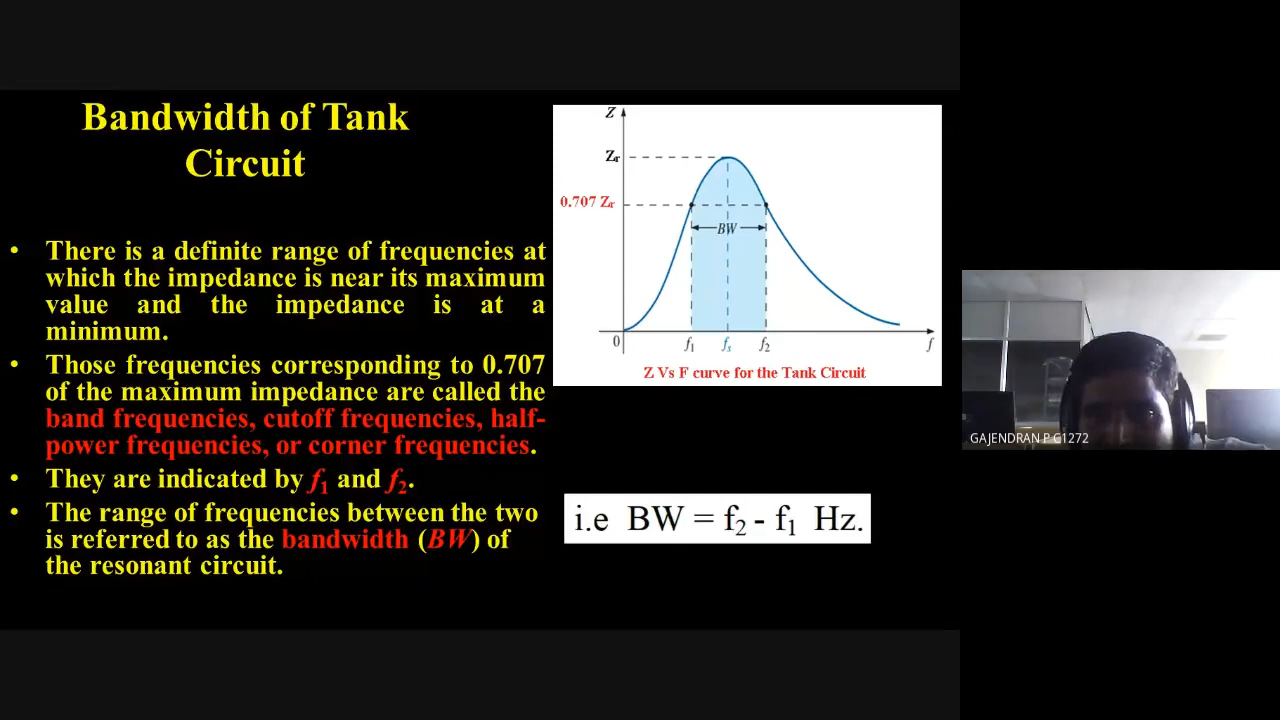 Bandwidth of Tank
Circuit
• There is a definite range of frequencies at
which the impedance is near its maximum
value and the impedance is at a
minimum.
• Those frequencies corresponding to 0.707
of the maximum impedance are called the
band frequencies, cutoff frequencies, half-
power frequencies, or corner frequencies.
• They are indicated by f₁ and f₂.
• The range of frequencies between the two
is referred to as the bandwidth (BW) of
the resonant circuit.
Z
Zr
0.707 Zr
BW
0 f₁ fs f₂ f
Z Vs F curve for the Tank Circuit
i.e BW = f₂ - f₁ Hz.
GAJENDRAN P C1272